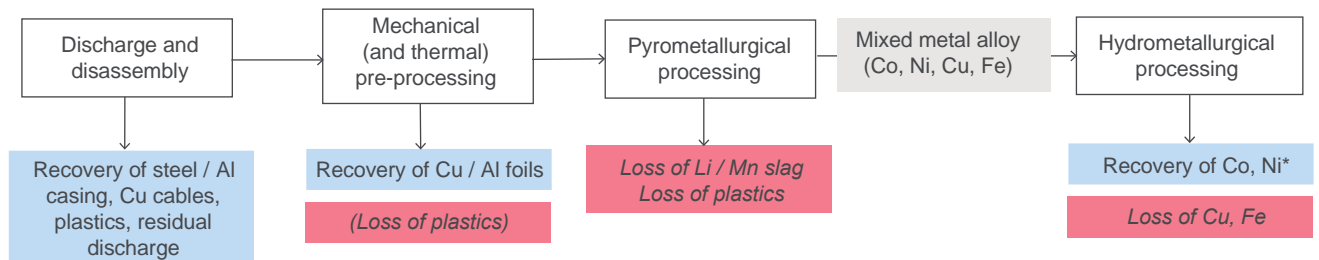 Discharge and
disassembly
Mechanical
(and thermal)
pre-processing
Pyrometallurgical
processing
Mixed metal alloy
(Co, Ni, Cu, Fe)
Hydrometallurgical
processing
Recovery of steel / Al
casing, Cu cables,
plastics, residual
discharge
Recovery of Cu / Al foils
(Loss of plastics)
Loss of Li / Mn slag
Loss of plastics
Recovery of Co, Ni*
Loss of Cu, Fe